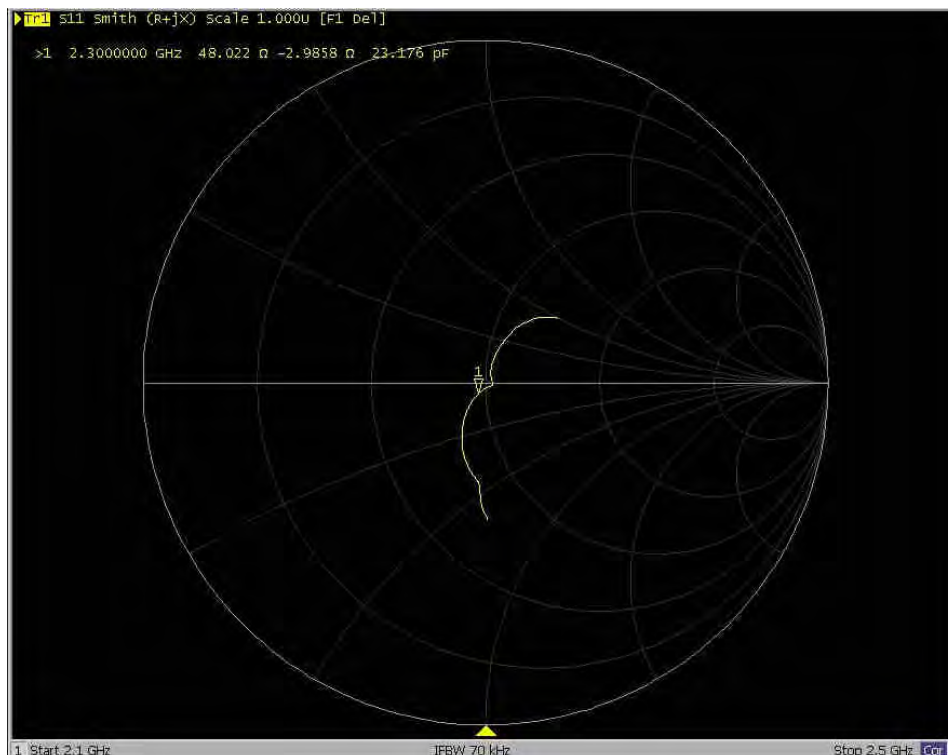 Tr1 S11 Smith (R+jX) Scale 1.000U [F1 Del]
>1 2.3000000 GHz 48.022 Ω -2.9858 Ω 23.176 pF
1
1 Start 2.1 GHz IFBW 70 kHz Stop 2.5 GHz Cor